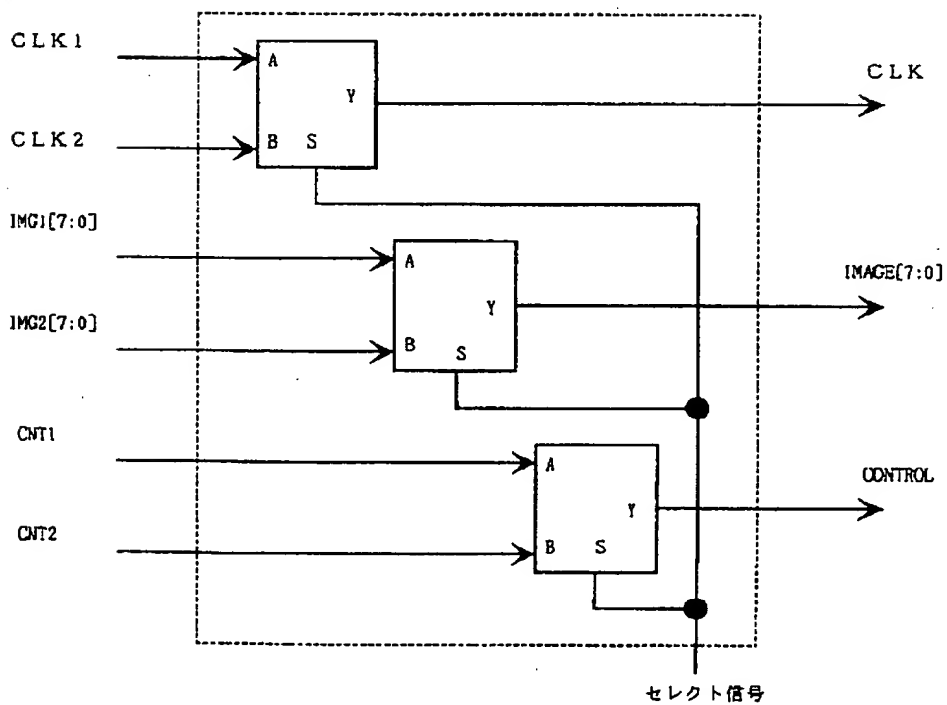 CLK1
A
CLK
Y
CLK2
B
S
IMG1[7:0]
A
IMAGE[7:0]
Y
IMG2[7:0]
B
S
CNT1
A
CONTROL
Y
CNT2
B
S
セレクト信号